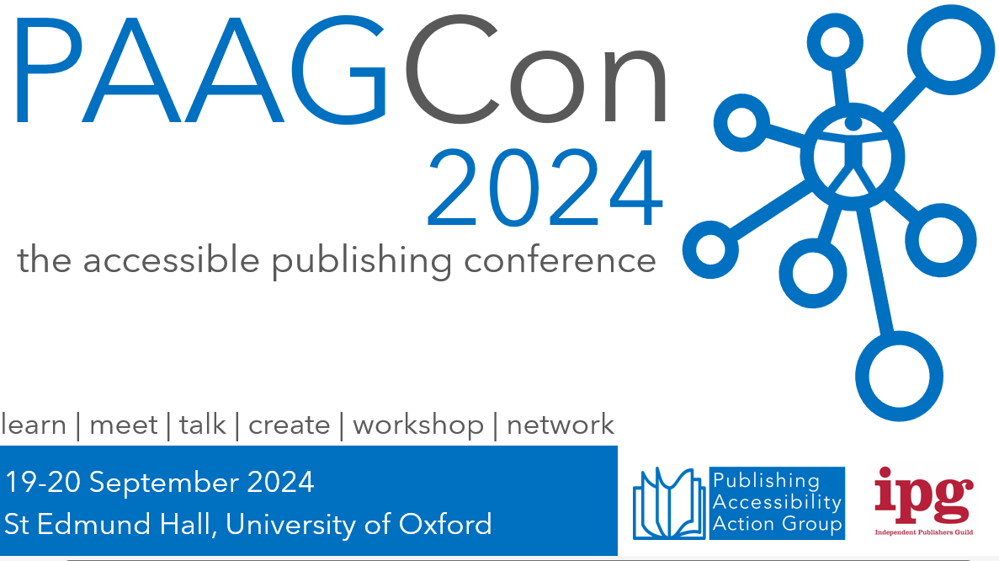 PAAGCon
2024
the accessible publishing conference
learn | meet | talk | create | workshop | network
19-20 September 2024
St Edmund Hall, University of Oxford
Publishing
Accessibility
Action Group
ipg
Independent Publishers Guild